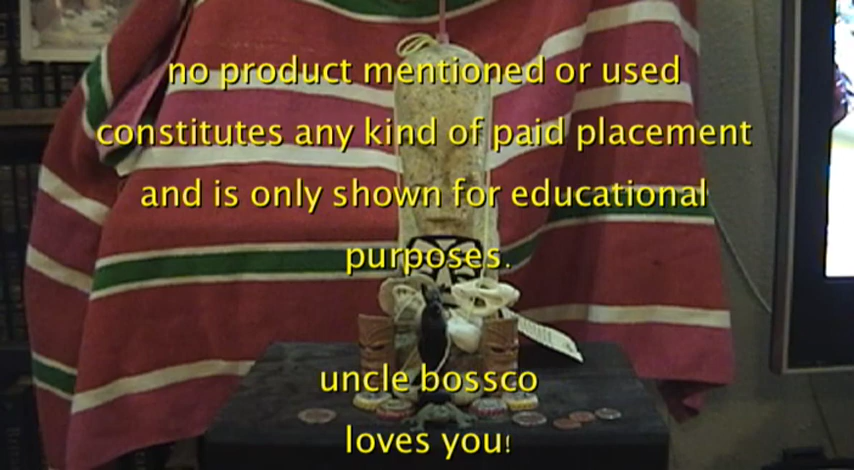 no product mentioned or used
constitutes any kind of paid placement
and is only shown for educational
purposes.
uncle bossco
loves you!